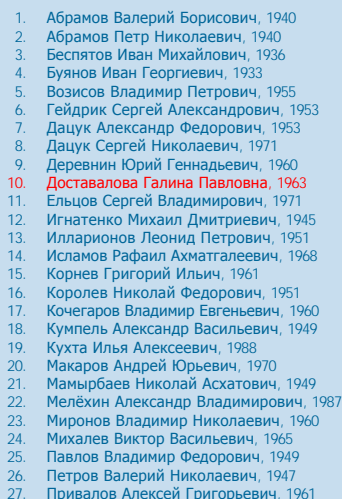 1. Абрамов Валерий Борисович, 1940
2. Абрамов Петр Николаевич, 1940
3. Беспятов Иван Михайлович, 1936
4. Буянов Иван Георгиевич, 1933
5. Возисов Владимир Петрович, 1955
6. Гейдрик Сергей Александрович, 1953
7. Дацук Александр Федорович, 1953
8. Дацук Сергей Николаевич, 1971
9. Деревнин Юрий Геннадьевич, 1960
10. Доставалова Галина Павловна, 1963
11. Ельцов Сергей Владимирович, 1971
12. Игнатенко Михаил Дмитриевич, 1945
13. Илларионов Леонид Петрович, 1951
14. Исламов Рафаил Ахматгалеевич, 1968
15. Корнев Григорий Ильич, 1961
16. Королев Николай Федорович, 1951
17. Кочегаров Владимир Евгеньевич, 1960
18. Кумпель Александр Васильевич, 1949
19. Кухта Илья Алексеевич, 1988
20. Макаров Андрей Юрьевич, 1970
21. Мамырбаев Николай Асхатович, 1949
22. Мелёхин Александр Владимирович, 1987
23. Миронов Владимир Николаевич, 1960
24. Михалев Виктор Васильевич, 1965
25. Павлов Владимир Федорович, 1949
26. Петров Валерий Николаевич, 1947
27. Привалов Алексей Григорьевич, 1961